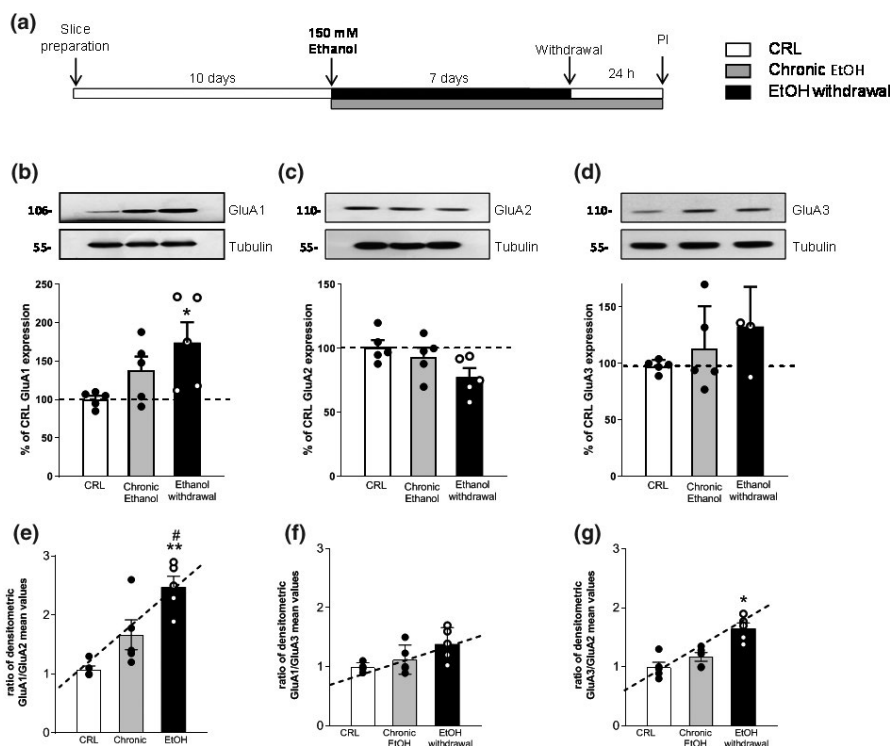 (a)
Slice
preparation
150 mM
Ethanol
Withdrawal
PI
10 days
7 days
24 h
CRL
Chronic EtOH
EtOH withdrawal
(b)
106-
GluA1
55-
Tubulin
% of CRL GluA1 expression
250
200
150
100
50
0
*
CRL
Chronic
Ethanol
Ethanol
withdrawal
(c)
110-
GluA2
55-
Tubulin
% of CRL GluA2 expression
150
100
50
0
CRL
Chronic
Ethanol
Ethanol
withdrawal
(d)
110-
GluA3
55-
Tubulin
% of CRL GluA3 expression
150
100
50
0
CRL
Chronic
Ethanol
Ethanol
withdrawal
(e)
ratio of densitometric
GluA1/GluA2 mean values
3
2
1
0
#
**
CRL
Chronic
EtOH
(f)
ratio of densitometric
GluA1/GluA3 mean values
3
2
1
0
CRL
Chronic
EtOH
EtOH
withdrawal
(g)
ratio of densitometric
GluA3/GluA2 mean values
3
2
1
0
*
CRL
Chronic
EtOH
EtOH
withdrawal